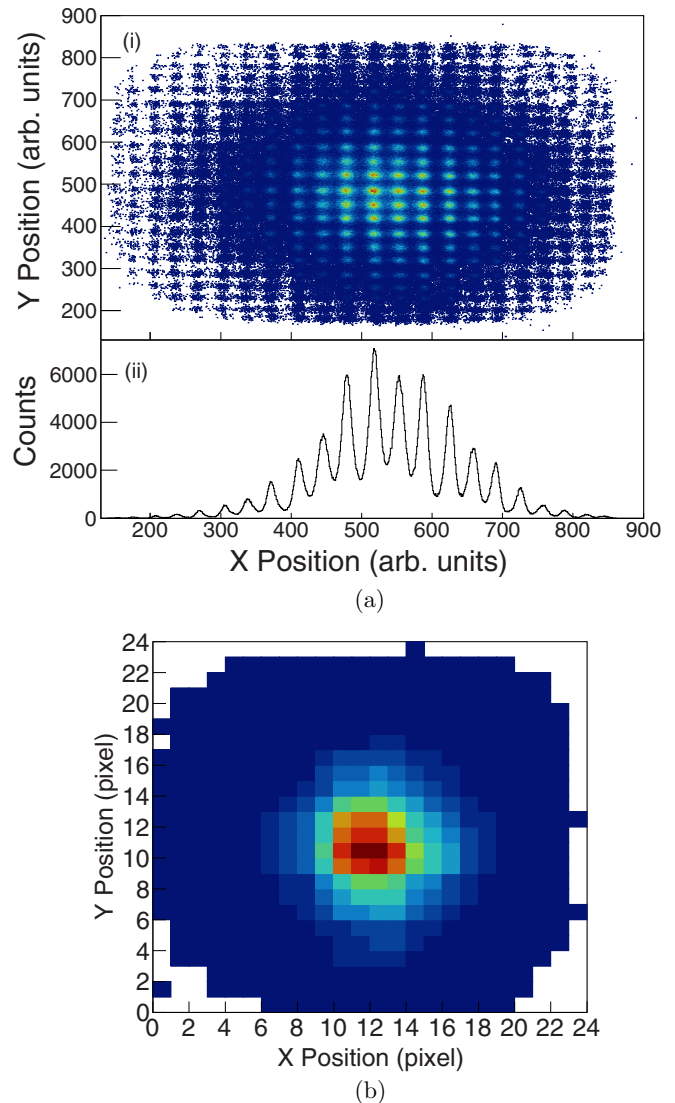 (i)
Y Position (arb. units)
900
800
700
600
500
400
300
200
(ii)
Counts
6000
4000
2000
0
200 300 400 500 600 700 800 900
X Position (arb. units)
(a)
Y Position (pixel)
24
22
20
18
16
14
12
10
8
6
4
2
0
0 2 4 6 8 10 12 14 16 18 20 22 24
X Position (pixel)
(b)